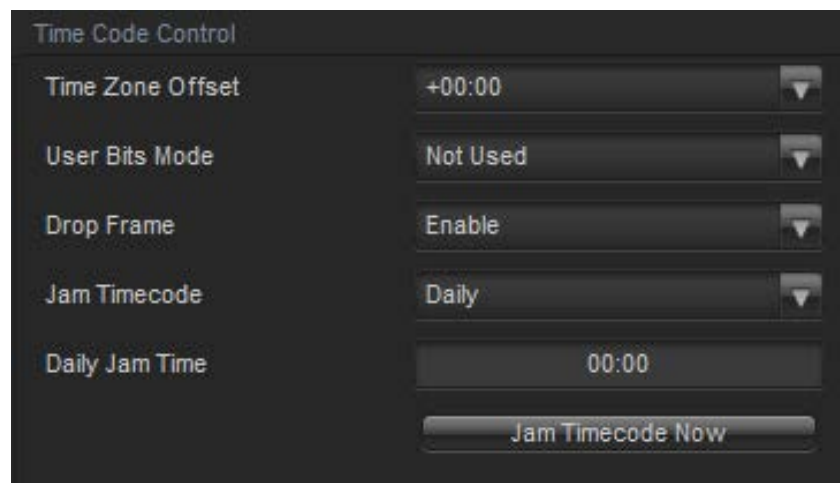 Time Code Control
Time Zone Offset +00:00
User Bits Mode Not Used
Drop Frame Enable
Jam Timecode Daily
Daily Jam Time 00:00
Jam Timecode Now